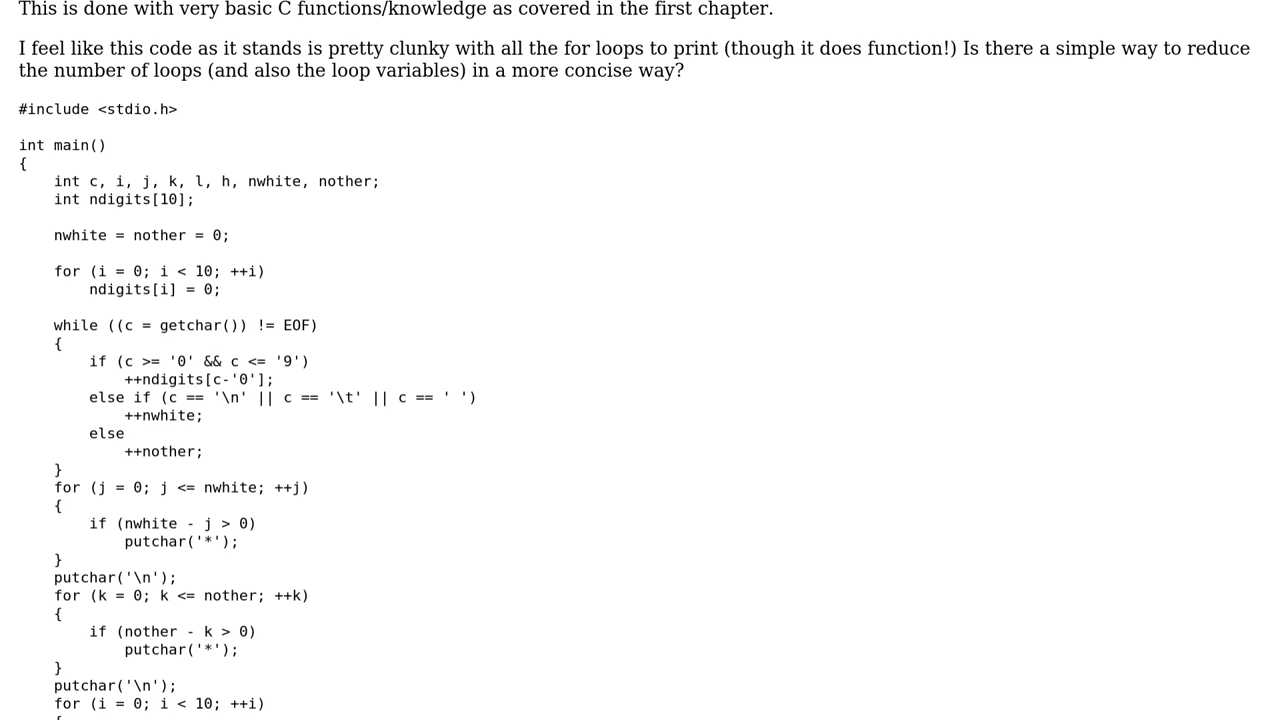 This is done with very basic C functions/knowledge as covered in the first chapter.
I feel like this code as it stands is pretty clunky with all the for loops to print (though it does function!) Is there a simple way to reduce
the number of loops (and also the loop variables) in a more concise way?
#include <stdio.h>
int main()
{
    int c, i, j, k, l, h, nwhite, nother;
    int ndigits[10];
    nwhite = nother = 0;
    for (i = 0; i < 10; ++i)
        ndigits[i] = 0;
    while ((c = getchar()) != EOF)
    {
        if (c >= '0' && c <= '9')
            ++ndigits[c-'0'];
        else if (c == '\n' || c == '\t' || c == ' ')
            ++nwhite;
        else
            ++nother;
    }
    for (j = 0; j <= nwhite; ++j)
    {
        if (nwhite - j > 0)
            putchar('*');
    }
    putchar('\n');
    for (k = 0; k <= nother; ++k)
    {
        if (nother - k > 0)
            putchar('*');
    }
    putchar('\n');
    for (i = 0; i < 10; ++i)
    {